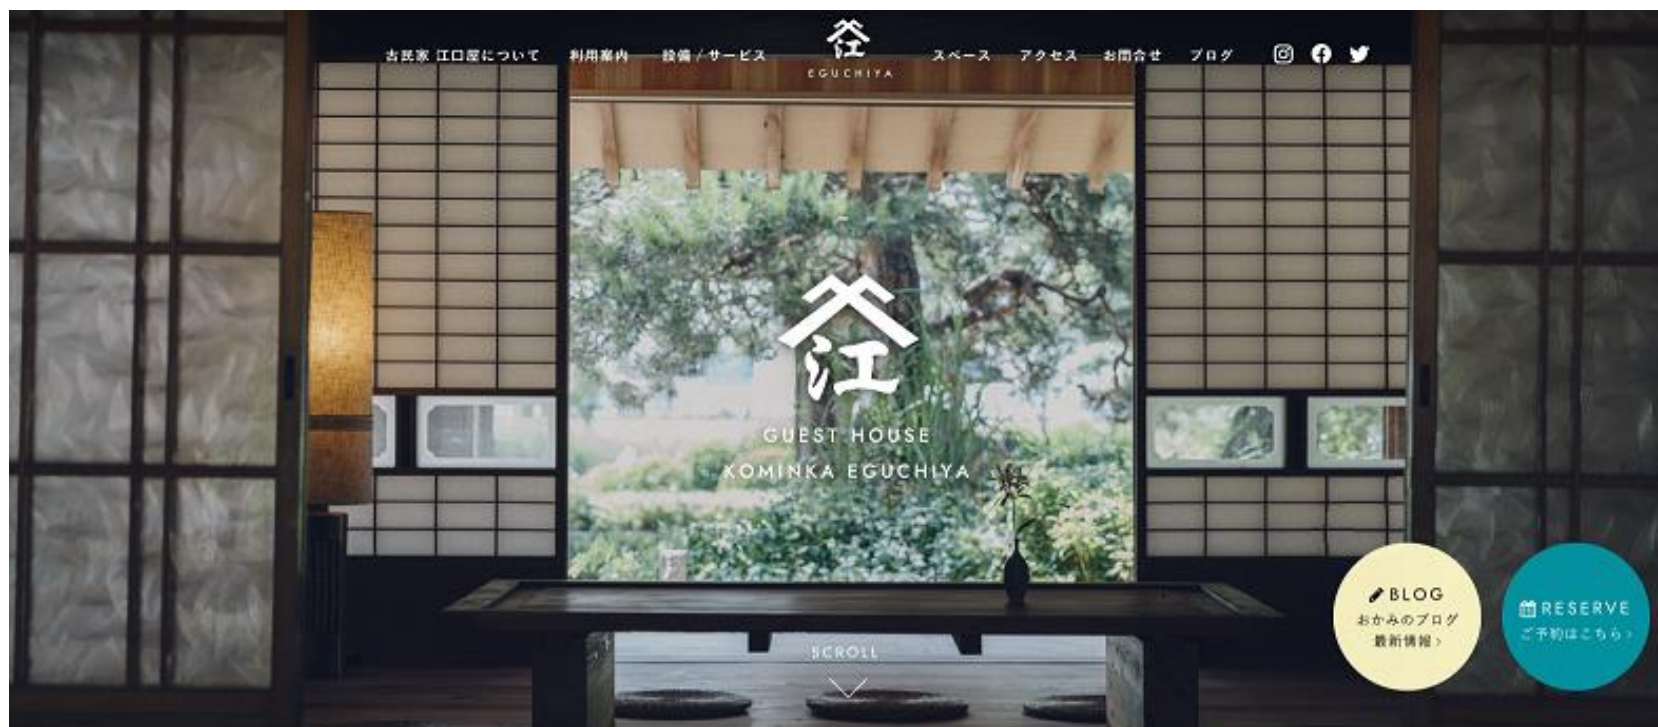 古民家 江口屋について
利用案内
設備 / サービス
江
EGUCHIYA
スペース
アクセス
お問合せ
ブログ
江
GUEST HOUSE
KOMINKA EGUCHIYA
BLOG
おかみのブログ
最新情報 ›
RESERVE
ご予約はこちら ›
SCROLL